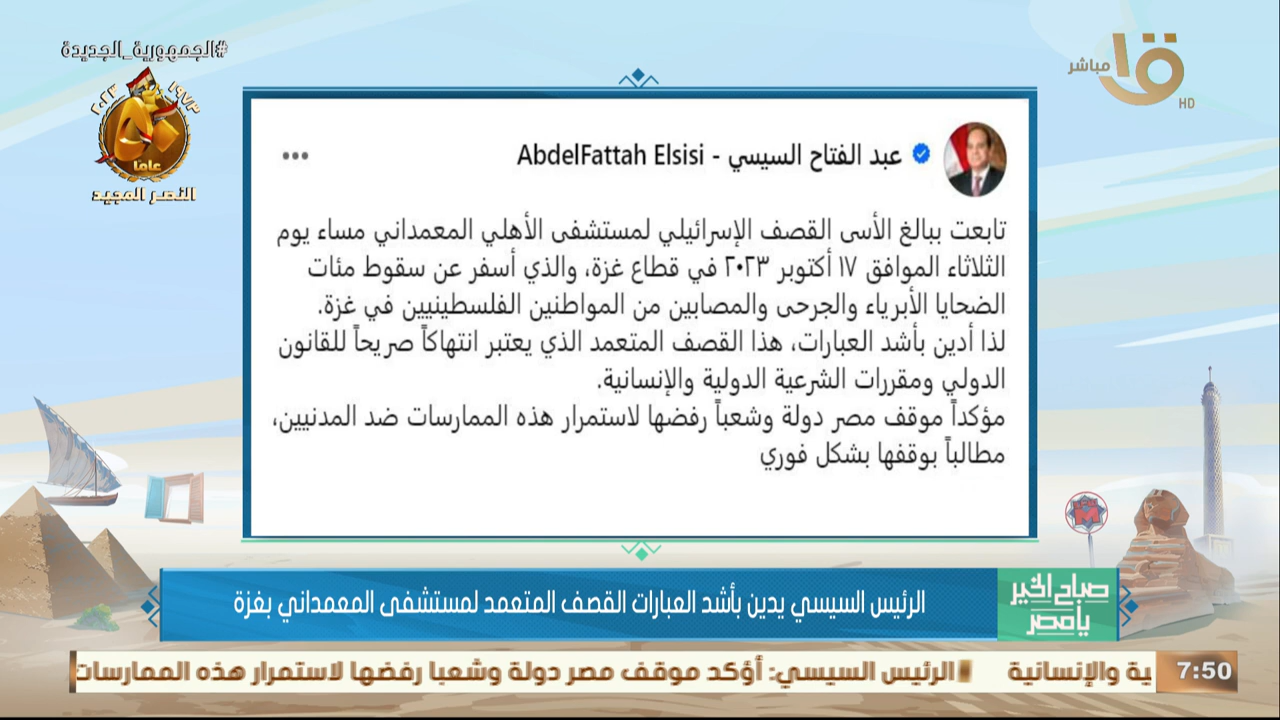 #الجمهورية_الجديدة
١٩٧٣
٢٠٢٣
٥٠
عاما
النصر المجيد
مباشر
HD
عبد الفتاح السيسي - AbdelFattah Elsisi
تابعت ببالغ الأسى القصف الإسرائيلي لمستشفى الأهلي المعمداني مساء يوم
الثلاثاء الموافق ١٧ أكتوبر ٢٠٢٣ في قطاع غزة، والذي أسفر عن سقوط مئات
الضحايا الأبرياء والجرحى والمصابين من المواطنين الفلسطينيين في غزة.
لذا أدين بأشد العبارات، هذا القصف المتعمد الذي يعتبر انتهاكاً صريحاً للقانون
الدولي ومقررات الشرعية الدولية والإنسانية.
مؤكداً موقف مصر دولة وشعباً رفضها لاستمرار هذه الممارسات ضد المدنيين،
مطالباً بوقفها بشكل فوري
M
صباح الخير
يا مصر
الرئيس السيسي يدين بأشد العبارات القصف المتعمد لمستشفى المعمداني بغزة
7:50
ية والإنسانية الرئيس السيسي: أؤكد موقف مصر دولة وشعبا رفضها لاستمرار هذه الممارسات